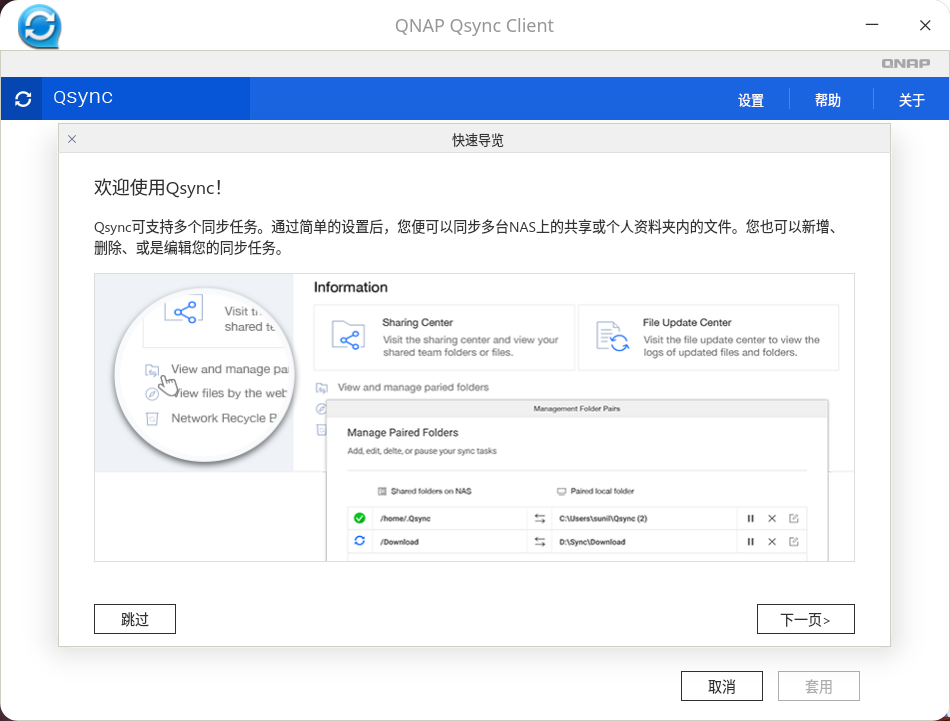 QNAP Qsync Client
QNAP
Qsync
设置
帮助
关于
快速导览
欢迎使用Qsync!
Qsync可支持多个同步任务。通过简单的设置后，您便可以同步多台NAS上的共享或个人资料夹内的文件。您也可以新增、
删除、或是编辑您的同步任务。
Information
Sharing Center
Visit the sharing center and view your
shared team folders or files.
File Update Center
Visit the file update center to view the
logs of updated files and folders.
View and manage paried folders
Visit
shared te
View and manage pai
View files by the web
Network Recycle
Management Folder Pairs
Manage Paired Folders
Add, edit, delte, or pause your sync tasks
Shared folders on NAS
Paired local folder
/home/.Qsync
C:\Users\sunil\Qsync (2)
/Download
D:\Sync\Download
跳过
下一页>
取消
套用